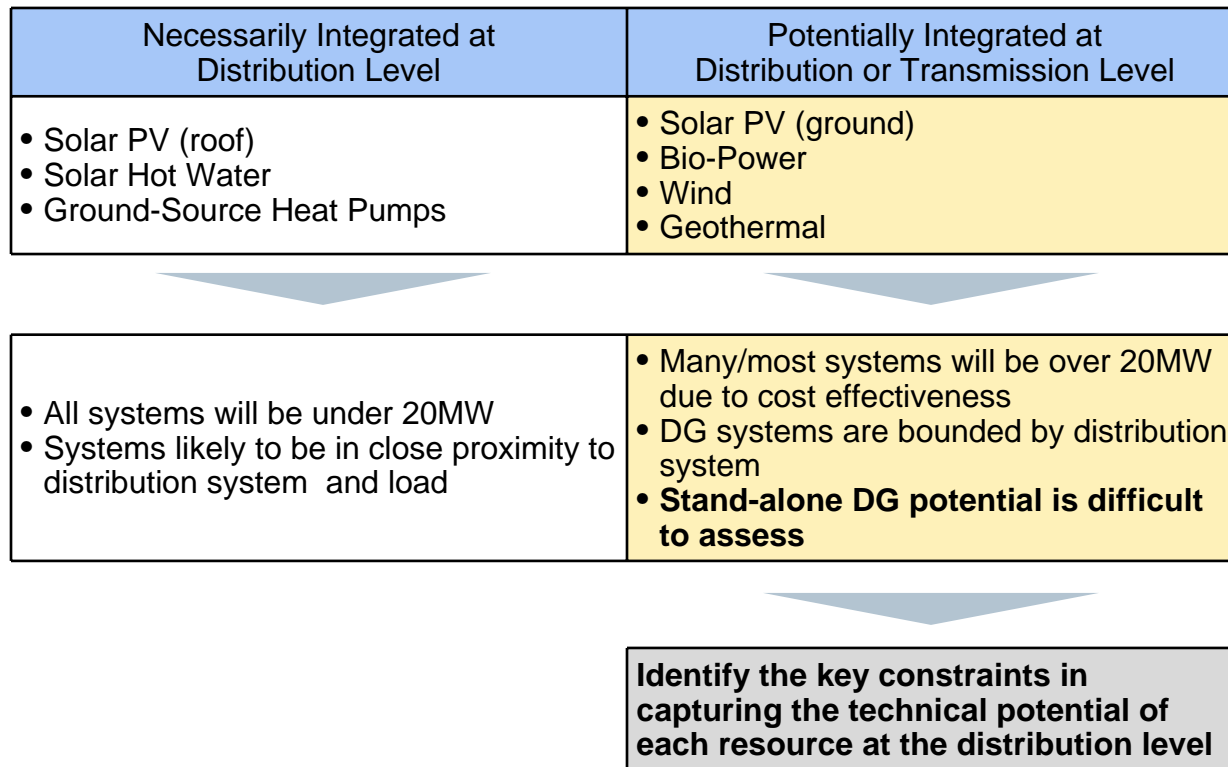 Necessarily Integrated at
Distribution Level
Potentially Integrated at
Distribution or Transmission Level
• Solar PV (roof)
• Solar Hot Water
• Ground-Source Heat Pumps
• Solar PV (ground)
• Bio-Power
• Wind
• Geothermal
• All systems will be under 20MW
• Systems likely to be in close proximity to
distribution system and load
• Many/most systems will be over 20MW
due to cost effectiveness
• DG systems are bounded by distribution
system
• Stand-alone DG potential is difficult
to assess
Identify the key constraints in
capturing the technical potential of
each resource at the distribution level